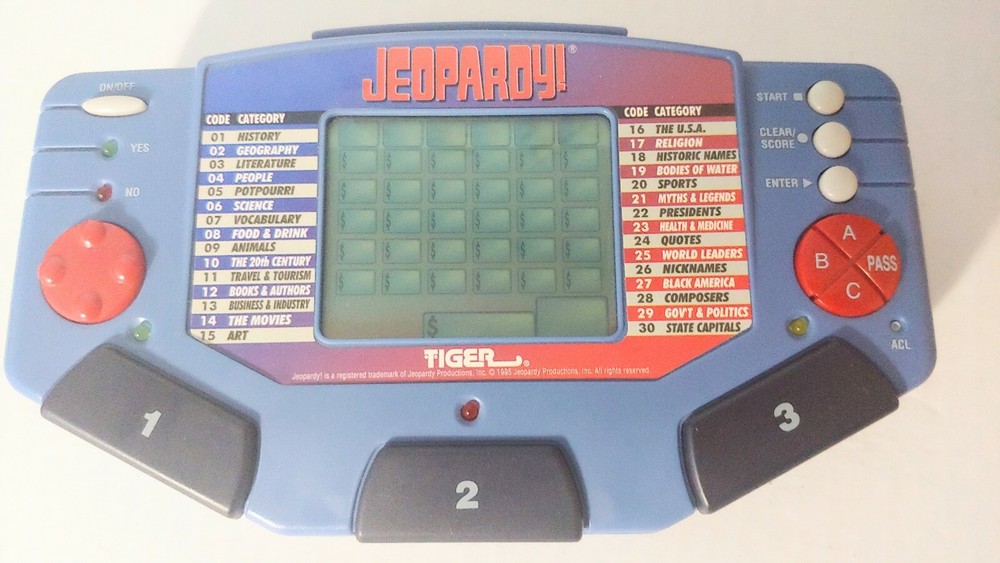 JEOPARDY!®
ON/OFF
YES
NO
CODE CATEGORY
01 HISTORY
02 GEOGRAPHY
03 LITERATURE
04 PEOPLE
05 POTPOURRI
06 SCIENCE
07 VOCABULARY
08 FOOD & DRINK
09 ANIMALS
10 THE 20th CENTURY
11 TRAVEL & TOURISM
12 BOOKS & AUTHORS
13 BUSINESS & INDUSTRY
14 THE MOVIES
15 ART
$ $ $ $ $ $
$ $ $ $ $ $
$ $ $ $ $ $
$ $ $ $ $ $
$ $ $ $ $ $
$
CODE CATEGORY
16 THE U.S.A.
17 RELIGION
18 HISTORIC NAMES
19 BODIES OF WATER
20 SPORTS
21 MYTHS & LEGENDS
22 PRESIDENTS
23 HEALTH & MEDICINE
24 QUOTES
25 WORLD LEADERS
26 NICKNAMES
27 BLACK AMERICA
28 COMPOSERS
29 GOV'T & POLITICS
30 STATE CAPITALS
START
CLEAR/
SCORE
ENTER
A
B PASS
C
ACL
TIGER®
Jeopardy! is a registered trademark of Jeopardy Productions, Inc. © 1995 Jeopardy Productions, Inc. All rights reserved.
1
2
3